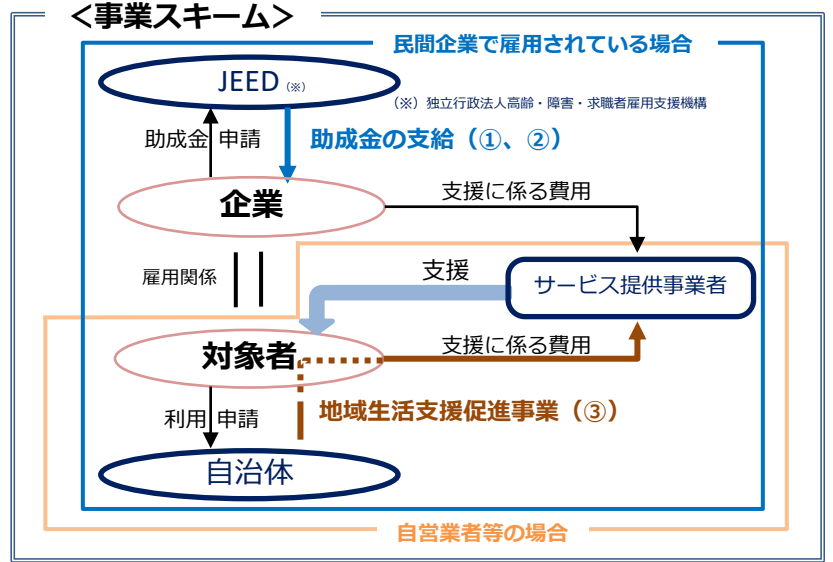 <事業スキーム>
民間企業で雇用されている場合
JEED(※)
(※)独立行政法人高齢・障害・求職者雇用支援機構
助成金 申請
助成金の支給(①、②)
企業
支援に係る費用
雇用関係
支援
サービス提供事業者
対象者
支援に係る費用
利用 申請
地域生活支援促進事業(③)
自治体
自営業者等の場合